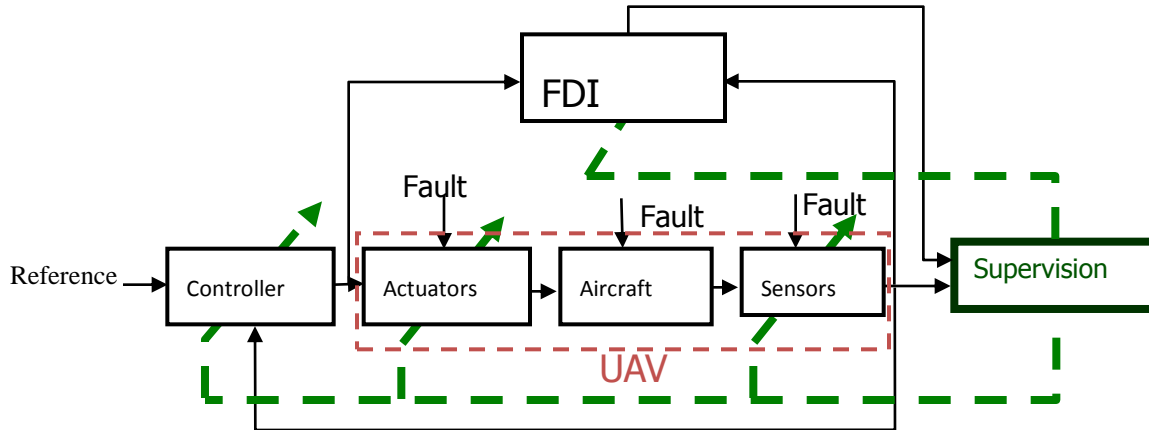 FDI
Fault
Fault
Fault
Reference
Controller
Actuators
Aircraft
Sensors
Supervision
UAV